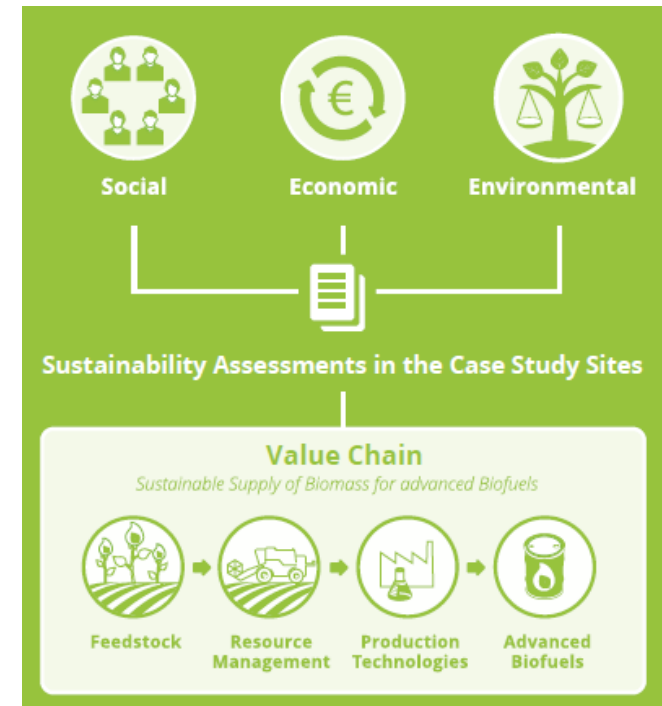 Social
Economic
Environmental
Sustainability Assessments in the Case Study Sites
Value Chain
Sustainable Supply of Biomass for advanced Biofuels
Feedstock
Resource
Management
Production
Technologies
Advanced
Biofuels